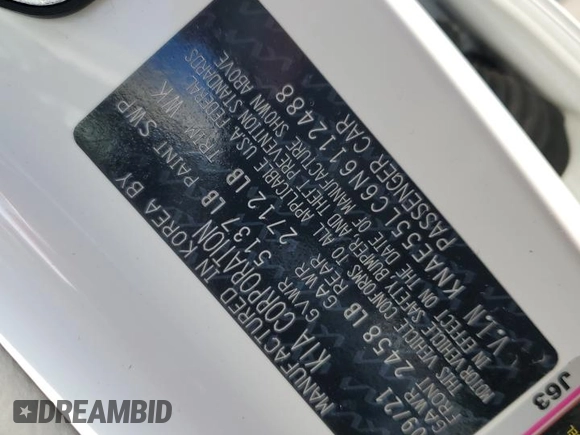 MANUFACTURED IN KOREA BY
KIA CORPORATION
09/21 GVWR 5137 LB PAINT SWP
GAWR GAWR TRIM WK
FRONT 2458 LB REAR 2712 LB
THIS VEHICLE CONFORMS TO ALL APPLICABLE U.S.A. FEDERAL
MOTOR VEHICLE SAFETY BUMPER AND THEFT PREVENTION STANDARDS
IN EFFECT ON THE DATE OF MANUFACTURE SHOWN ABOVE
V.I.N KNAE55LC6N6112488
PASSENGER CAR
J63
DREAMBID